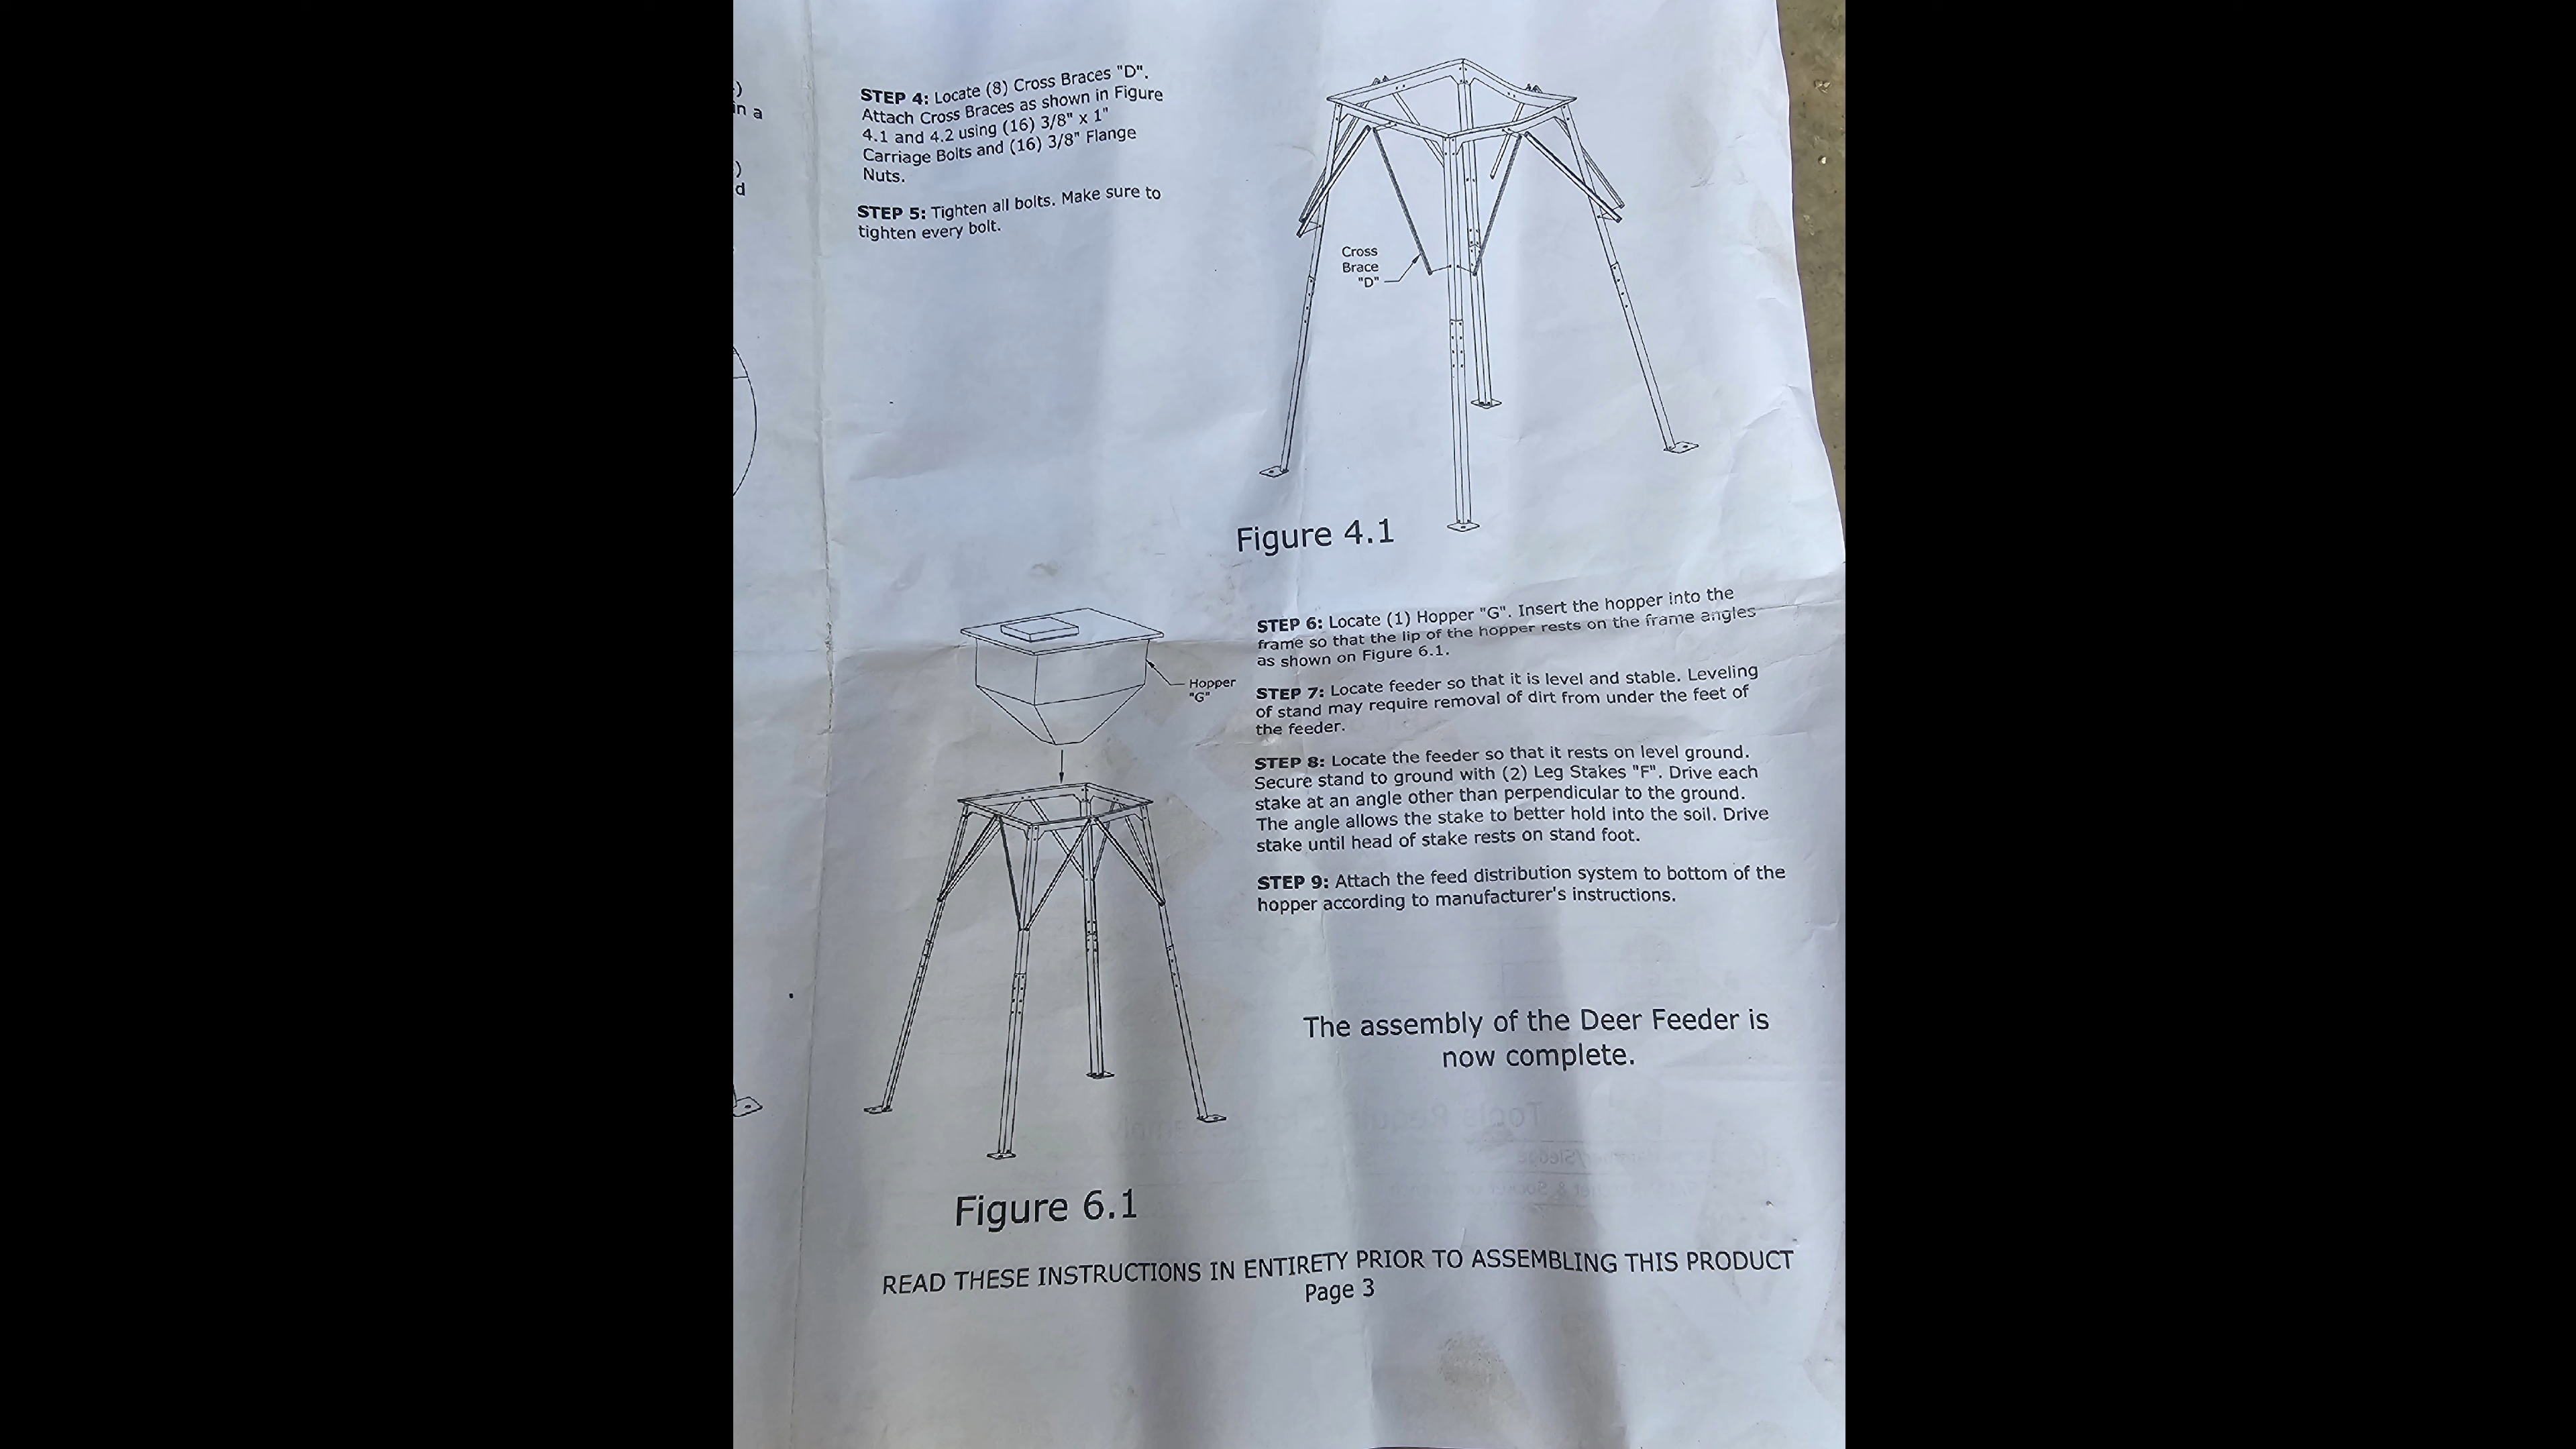 )
in a
)
d
STEP 4: Locate (8) Cross Braces "D".
Attach Cross Braces as shown in Figure
4.1 and 4.2 using (16) 3/8" x 1"
Carriage Bolts and (16) 3/8" Flange
Nuts.
STEP 5: Tighten all bolts. Make sure to
tighten every bolt.
Cross
Brace
"D"
Figure 4.1
Hopper
"G"
STEP 6: Locate (1) Hopper "G". Insert the hopper into the
frame so that the lip of the hopper rests on the frame angles
as shown on Figure 6.1.
STEP 7: Locate feeder so that it is level and stable. Leveling
of stand may require removal of dirt from under the feet of
the feeder.
STEP 8: Locate the feeder so that it rests on level ground.
Secure stand to ground with (2) Leg Stakes "F". Drive each
stake at an angle other than perpendicular to the ground.
The angle allows the stake to better hold into the soil. Drive
stake until head of stake rests on stand foot.
STEP 9: Attach the feed distribution system to bottom of the
hopper according to manufacturer's instructions.
The assembly of the Deer Feeder is
now complete.
Figure 6.1
READ THESE INSTRUCTIONS IN ENTIRETY PRIOR TO ASSEMBLING THIS PRODUCT
Page 3